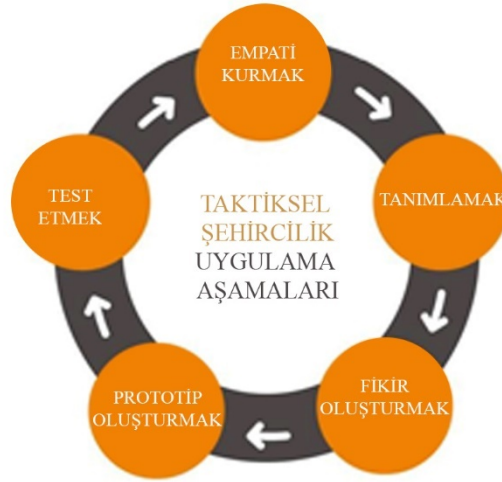 EMPATİ
KURMAK
TANIMLAMAK
FİKİR
OLUŞTURMAK
PROTOTİP
OLUŞTURMAK
TEST
ETMEK
TAKTİKSEL
ŞEHİRCİLİK
UYGULAMA
AŞAMALARI